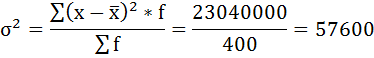 σ² = ∑(x − x̄)² * f / ∑f = 23040000 / 400 = 57600